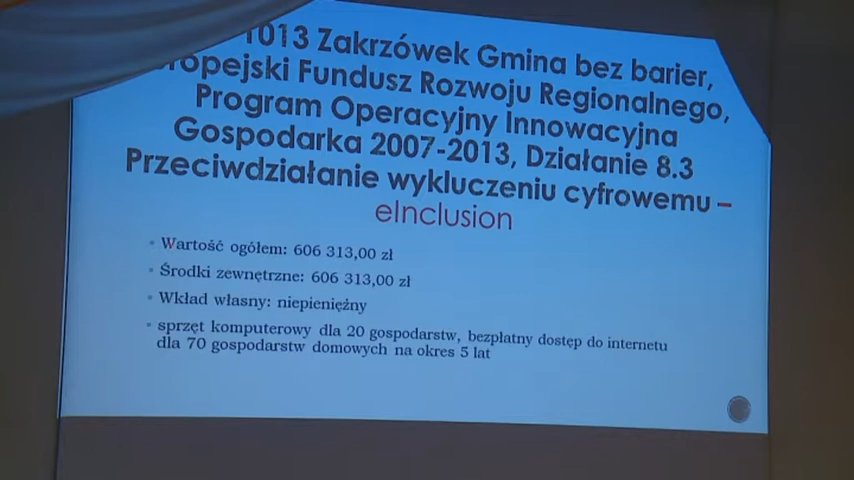 1013 Zakrzówek Gmina bez barier,
Fundusz Rozwoju Regionalnego,
Program Operacyjny Innowacyjna
Gospodarka 2007-2013, Działanie 8.3
Przeciwdziałanie wykluczeniu cyfrowemu –
eInclusion
Wartość ogółem: 606 313,00 zł
Środki zewnętrzne: 606 313,00 zł
Wkład własny: niepieniężny
sprzęt komputerowy dla 20 gospodarstw, bezpłatny dostęp do internetu
dla 70 gospodarstw domowych na okres 5 lat